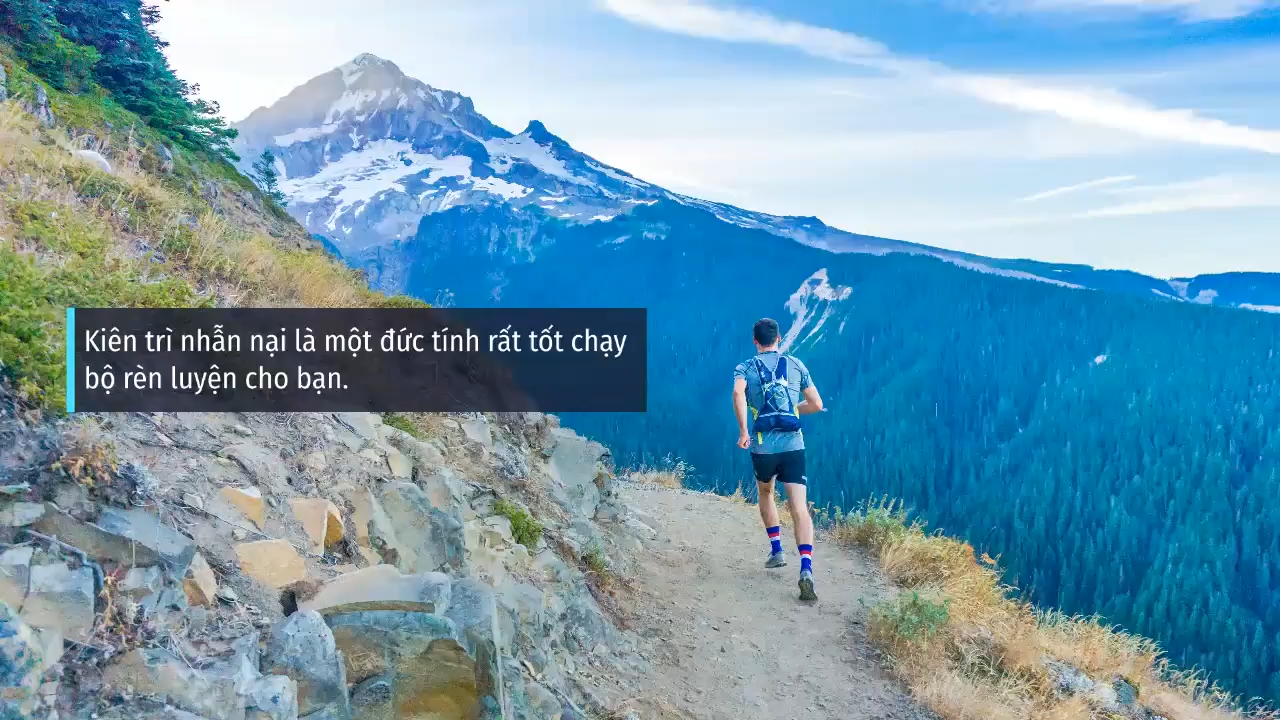 Kiên trì nhẫn nại là một đức tính rất tốt chạy
bộ rèn luyện cho bạn.